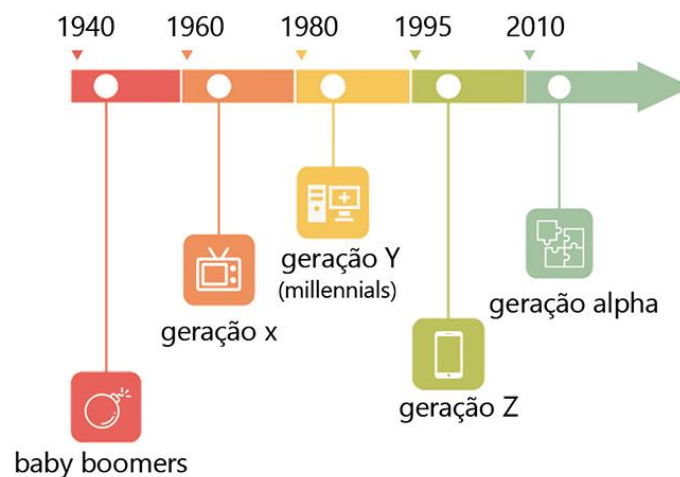 1940 1960 1980 1995 2010
geração Y
(millennials)
geração alpha
geração x
geração Z
baby boomers